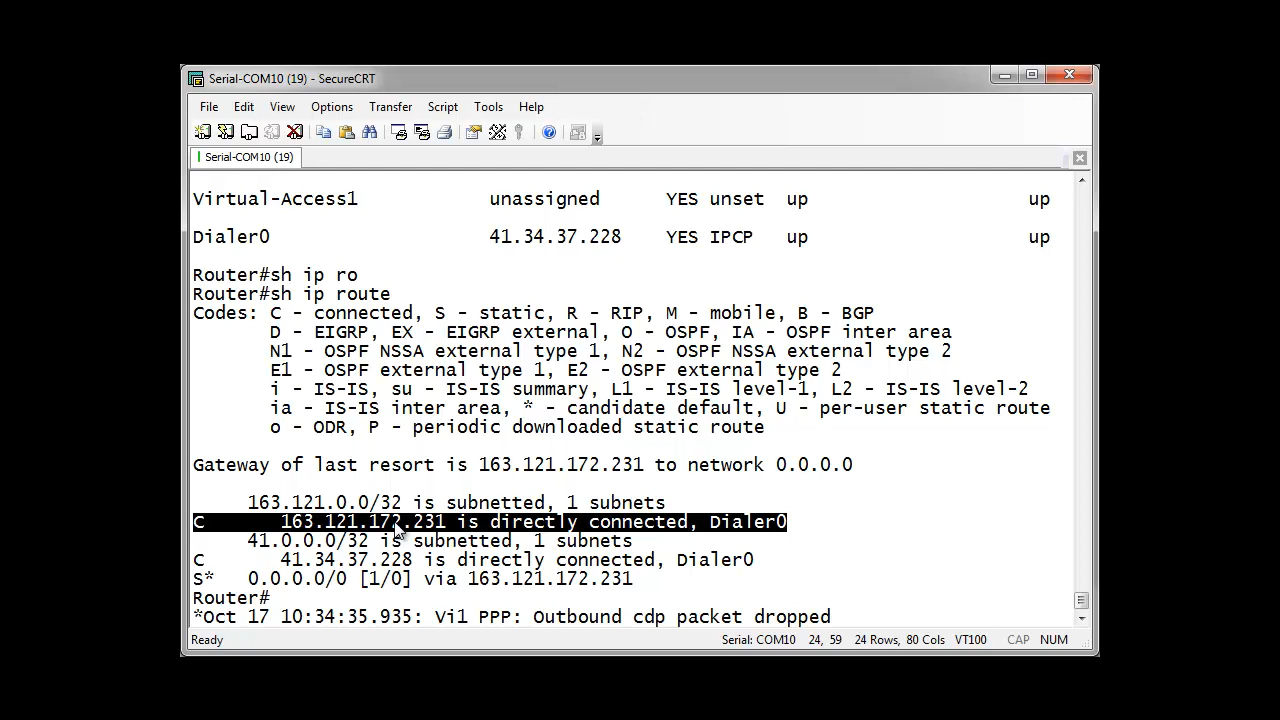 Serial-COM10 (19) - SecureCRT
File Edit View Options Transfer Script Tools Help
Serial-COM10 (19)
Virtual-Access1 unassigned YES unset up up
Dialer0 41.34.37.228 YES IPCP up up
Router#sh ip ro
Router#sh ip route
Codes: C - connected, S - static, R - RIP, M - mobile, B - BGP
D - EIGRP, EX - EIGRP external, O - OSPF, IA - OSPF inter area
N1 - OSPF NSSA external type 1, N2 - OSPF NSSA external type 2
E1 - OSPF external type 1, E2 - OSPF external type 2
i - IS-IS, su - IS-IS summary, L1 - IS-IS level-1, L2 - IS-IS level-2
ia - IS-IS inter area, * - candidate default, U - per-user static route
o - ODR, P - periodic downloaded static route
Gateway of last resort is 163.121.172.231 to network 0.0.0.0
163.121.0.0/32 is subnetted, 1 subnets
C 163.121.172.231 is directly connected, Dialer0
41.0.0.0/32 is subnetted, 1 subnets
C 41.34.37.228 is directly connected, Dialer0
S* 0.0.0.0/0 [1/0] via 163.121.172.231
Router#
*Oct 17 10:34:35.935: Vi1 PPP: Outbound cdp packet dropped
Ready Serial: COM10 24, 59 24 Rows, 80 Cols VT100 CAP NUM